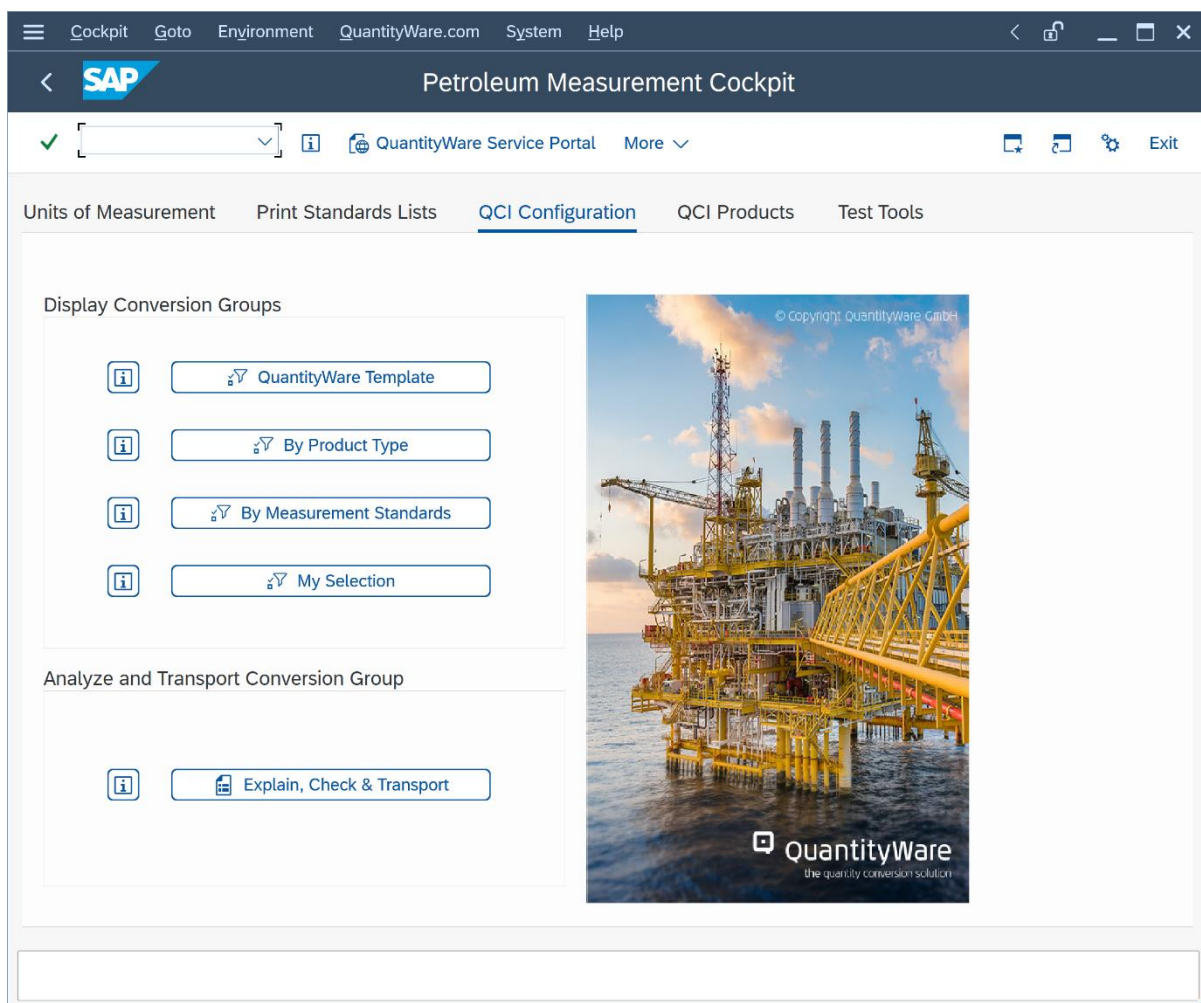 Cockpit Goto Environment QuantityWare.com System Help
SAP Petroleum Measurement Cockpit
QuantityWare Service Portal More Exit
Units of Measurement Print Standards Lists QCI Configuration QCI Products Test Tools
Display Conversion Groups
© Copyright QuantityWare GmbH
QuantityWare Template
By Product Type
By Measurement Standards
My Selection
Analyze and Transport Conversion Group
Explain, Check & Transport
QuantityWare
the quantity conversion solution